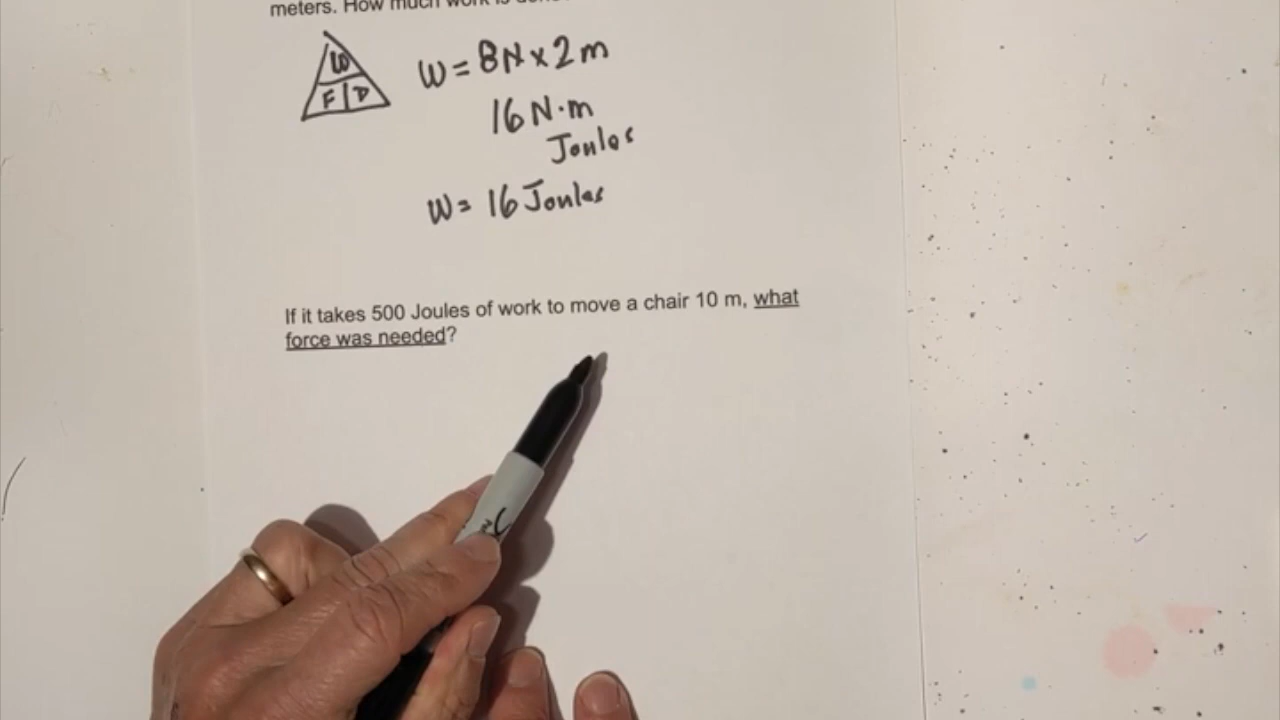 meters. How much work is done
W
F D
W = 8N x 2m
16 N·m
Joules
W = 16 Joules
If it takes 500 Joules of work to move a chair 10 m, what
force was needed?